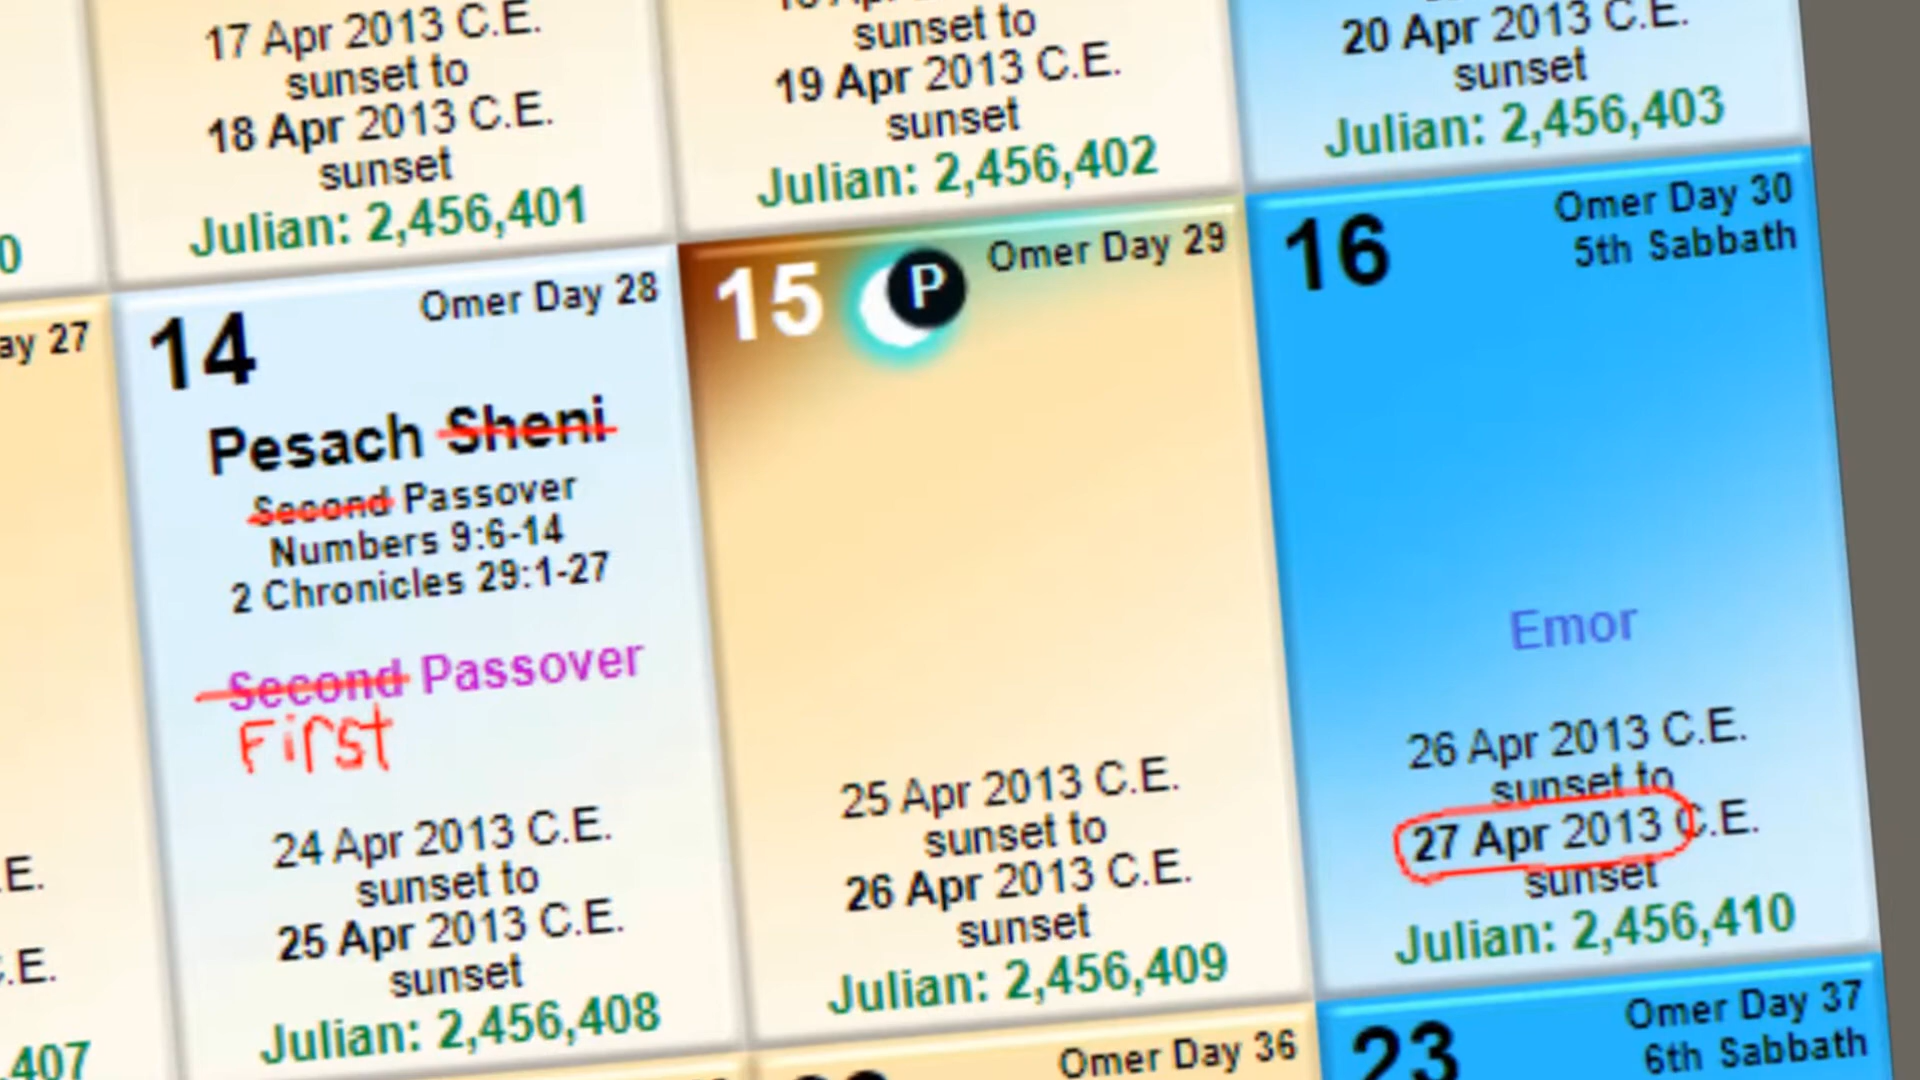 17 Apr 2013 C.E.
sunset to
18 Apr 2013 C.E.
sunset
Julian: 2,456,401
sunset to
19 Apr 2013 C.E.
sunset
Julian: 2,456,402
20 Apr 2013 C.E.
sunset
Julian: 2,456,403
0
ay 27
E.
.E.
.407
14
Omer Day 28
Pesach Sheni
Second Passover
Numbers 9:6-14
2 Chronicles 29:1-27
Second Passover
First
24 Apr 2013 C.E.
sunset to
25 Apr 2013 C.E.
sunset
Julian: 2,456,408
15 P
Omer Day 29
25 Apr 2013 C.E.
sunset to
26 Apr 2013 C.E.
sunset
Julian: 2,456,409
16
Omer Day 30
5th Sabbath
Emor
26 Apr 2013 C.E.
sunset to
27 Apr 2013 C.E.
sunset
Julian: 2,456,410
Omer Day 36
23
Omer Day 37
6th Sabbath